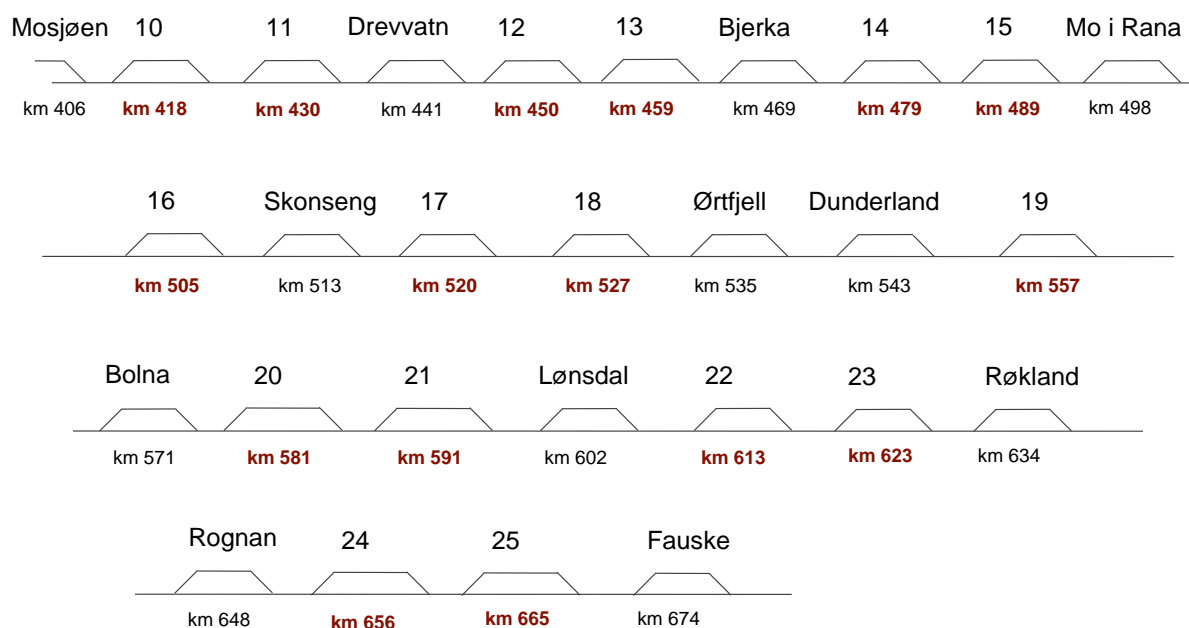 Mosjøen 10 11 Drevvatn 12 13 Bjerka 14 15 Mo i Rana
km 406 km 418 km 430 km 441 km 450 km 459 km 469 km 479 km 489 km 498
16 Skonseng 17 18 Ørtfjell Dunderland 19
km 505 km 513 km 520 km 527 km 535 km 543 km 557
Bolna 20 21 Lønsdal 22 23 Røkland
km 571 km 581 km 591 km 602 km 613 km 623 km 634
Rognan 24 25 Fauske
km 648 km 656 km 665 km 674